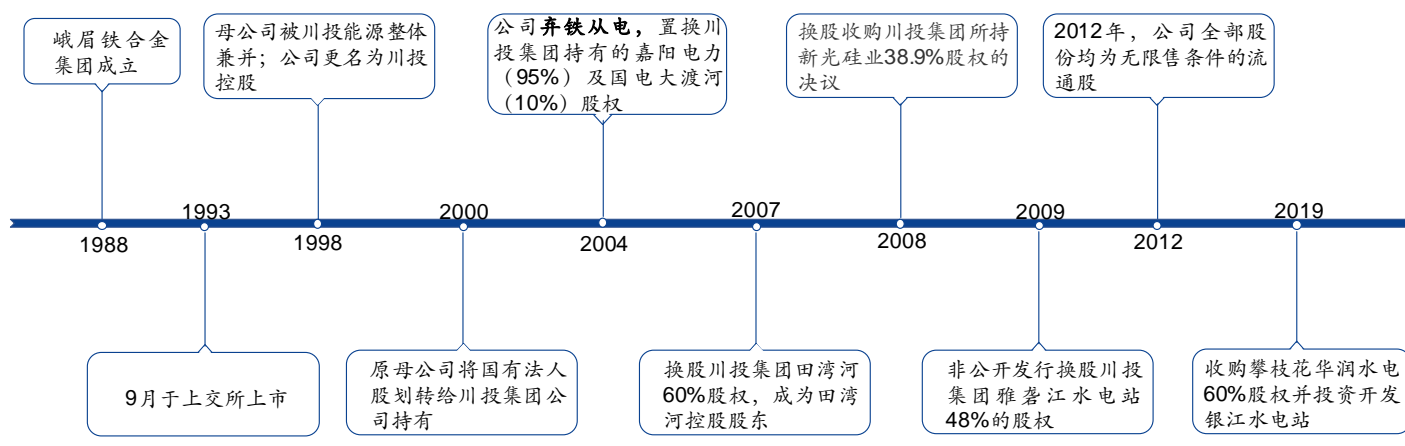 峨眉铁合金
集团成立
母公司被川投能源整体
兼并；公司更名为川投
控股
公司弃铁从电，置换川
投集团持有的嘉阳电力
（95%）及国电大渡河
（10%）股权
换股收购川投集团所持
新光硅业38.9%股权的
决议
2012年，公司全部股
份均为无限售条件的流
通股
1993
2000
2007
2009
2019
1988
1998
2004
2008
2012
9月于上交所上市
原母公司将国有法人
股划转给川投集团公
司持有
换股川投集团田湾河
60%股权，成为田湾
河控股股东
非公开发行换股川投
集团雅砻江水电站
48%的股权
收购攀枝花华润水电
60%股权并投资开发
银江水电站